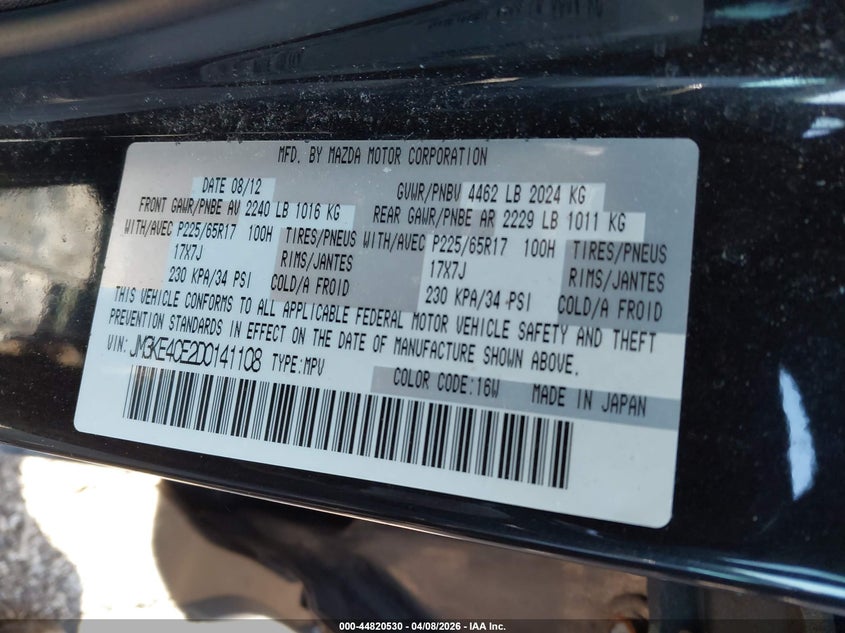 MFD. BY MAZDA MOTOR CORPORATION
DATE 08/12 GVWR/PNBV 4462 LB 2024 KG
FRONT GAWR/PNBE AV 2240 LB 1016 KG REAR GAWR/PNBE AR 2229 LB 1011 KG
WITH/AVEC P225/65R17 100H TIRES/PNEUS WITH/AVEC P225/65R17 100H TIRES/PNEUS
17X7J RIMS/JANTES 17X7J RIMS/JANTES
230 KPA/34 PSI COLD/A FROID 230 KPA/34 PSI COLD/A FROID
THIS VEHICLE CONFORMS TO ALL APPLICABLE FEDERAL MOTOR VEHICLE SAFETY AND THEFT
PREVENTION STANDARDS IN EFFECT ON THE DATE OF MANUFACTURE SHOWN ABOVE.
VIN: JM3KE4CE2D0141108 TYPE:MPV
COLOR CODE:16W MADE IN JAPAN
000-44820530 - 04/08/2026 - IAA Inc.